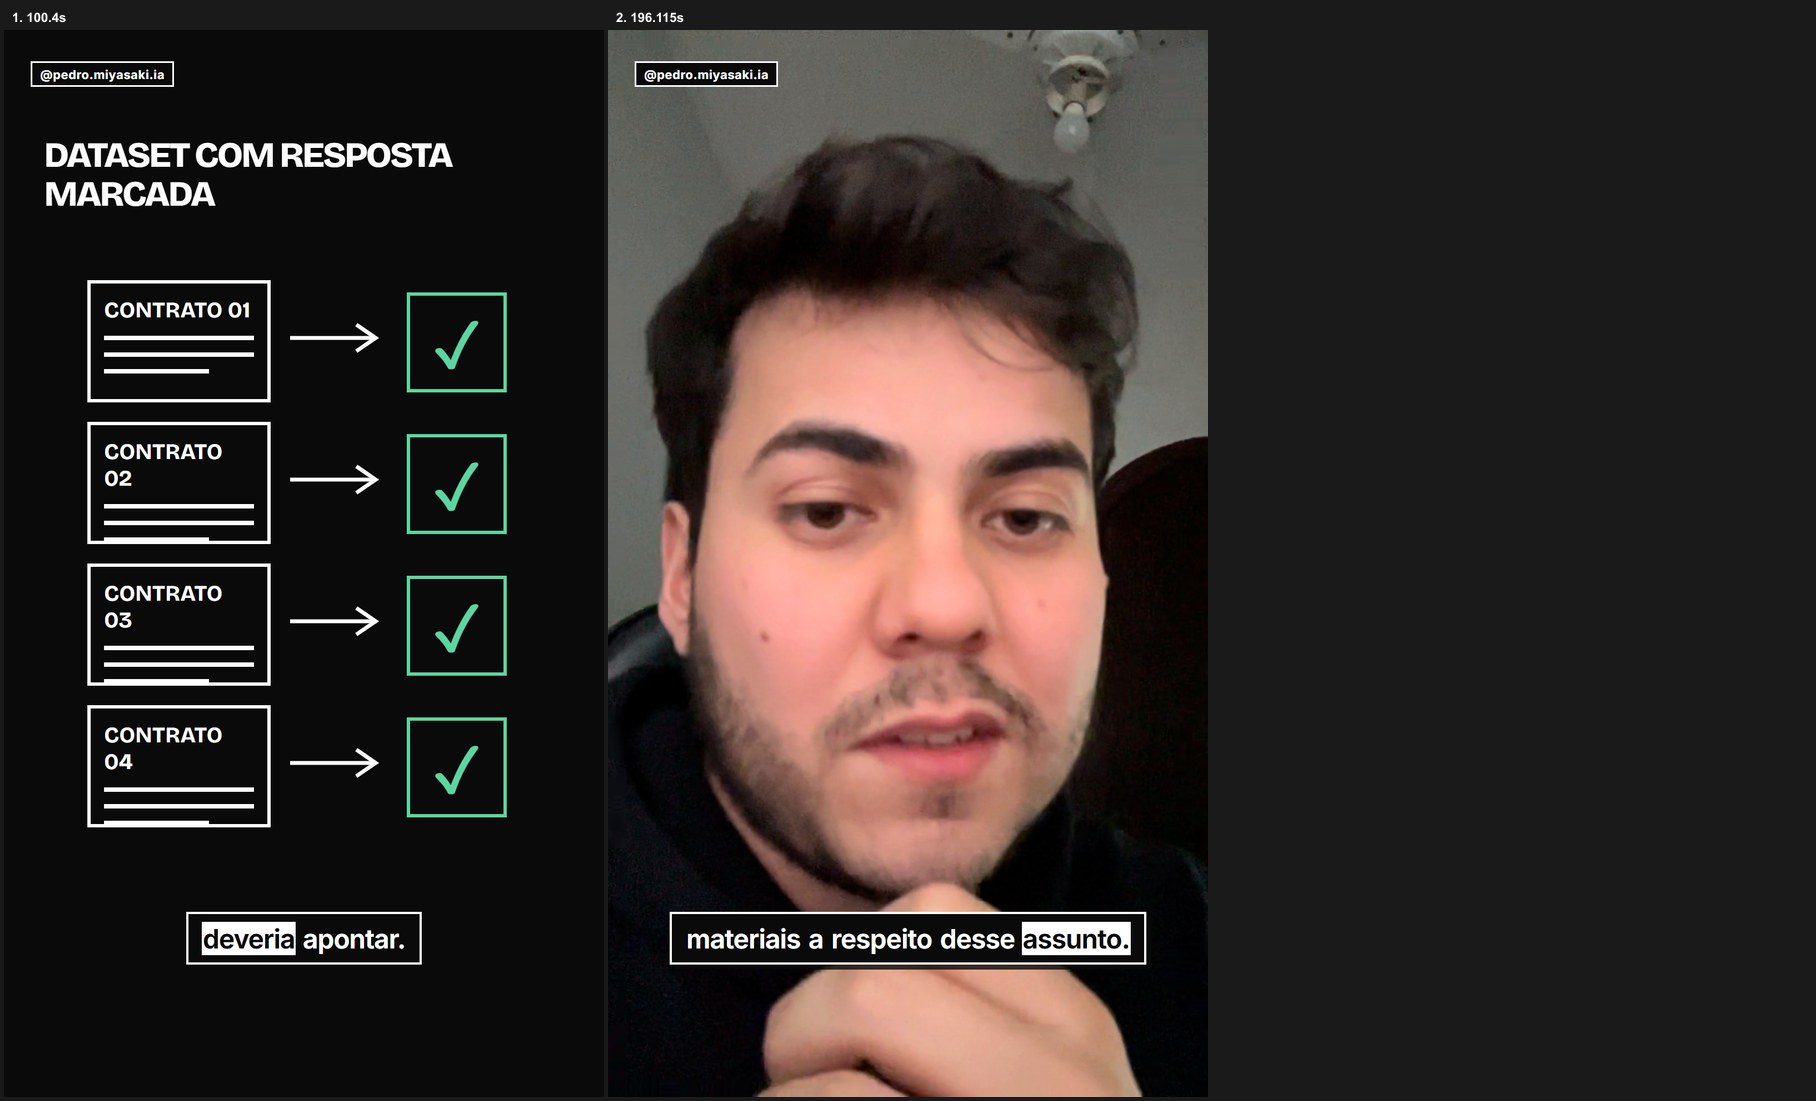 1. 100.4s
@pedro.miyasaki.ia
DATASET COM RESPOSTA
MARCADA
CONTRATO 01
CONTRATO
02
CONTRATO
03
CONTRATO
04
deveria apontar.
2. 196.115s
@pedro.miyasaki.ia
materiais a respeito desse assunto.